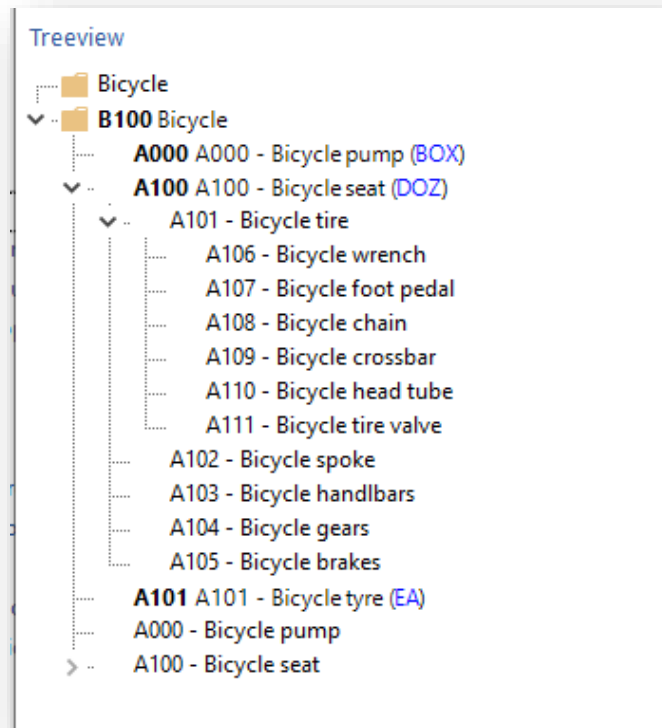 Treeview
Bicycle
B100 Bicycle
A000 A000 - Bicycle pump (BOX)
A100 A100 - Bicycle seat (DOZ)
A101 - Bicycle tire
A106 - Bicycle wrench
A107 - Bicycle foot pedal
A108 - Bicycle chain
A109 - Bicycle crossbar
A110 - Bicycle head tube
A111 - Bicycle tire valve
A102 - Bicycle spoke
A103 - Bicycle handlbars
A104 - Bicycle gears
A105 - Bicycle brakes
A101 A101 - Bicycle tyre (EA)
A000 - Bicycle pump
A100 - Bicycle seat